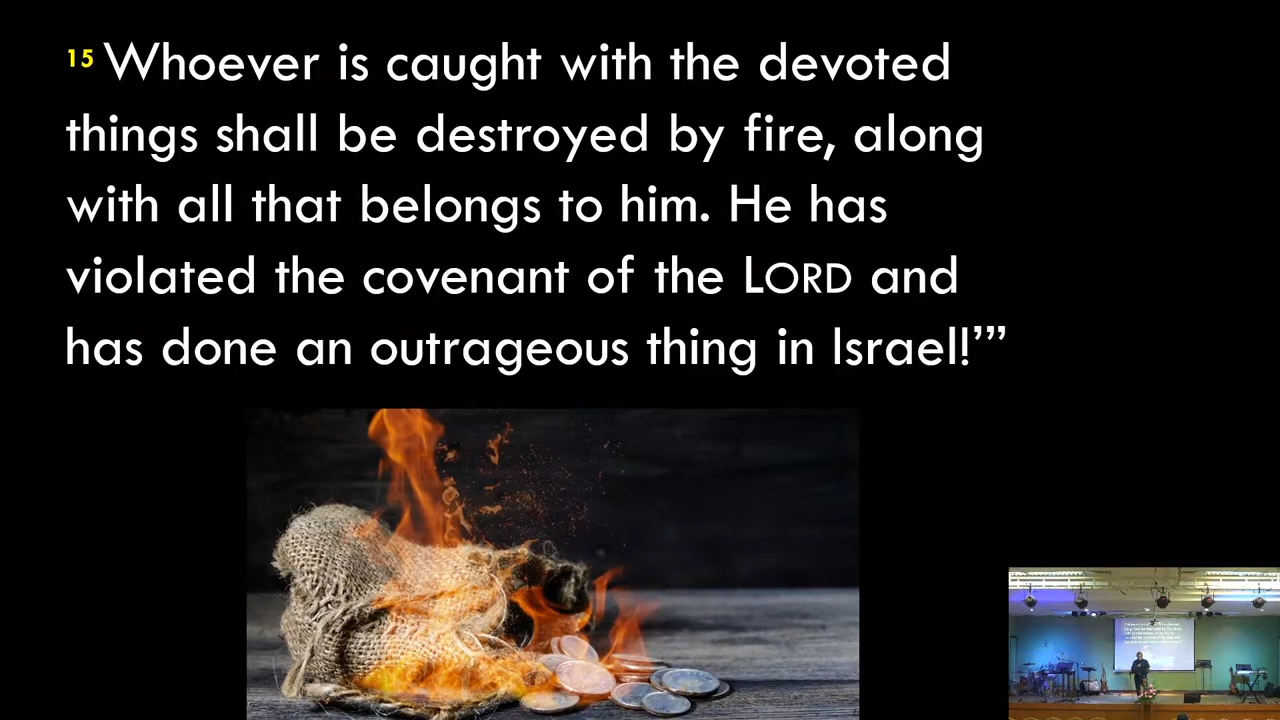 15 Whoever is caught with the devoted
things shall be destroyed by fire, along
with all that belongs to him. He has
violated the covenant of the LORD and
has done an outrageous thing in Israel!’”